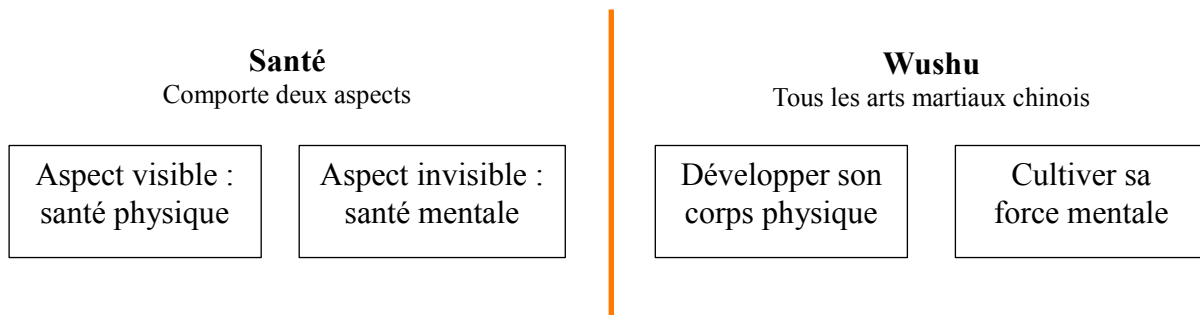 Santé
Comporte deux aspects
Aspect visible :
santé physique
Aspect invisible :
santé mentale
Wushu
Tous les arts martiaux chinois
Développer son
corps physique
Cultiver sa
force mentale